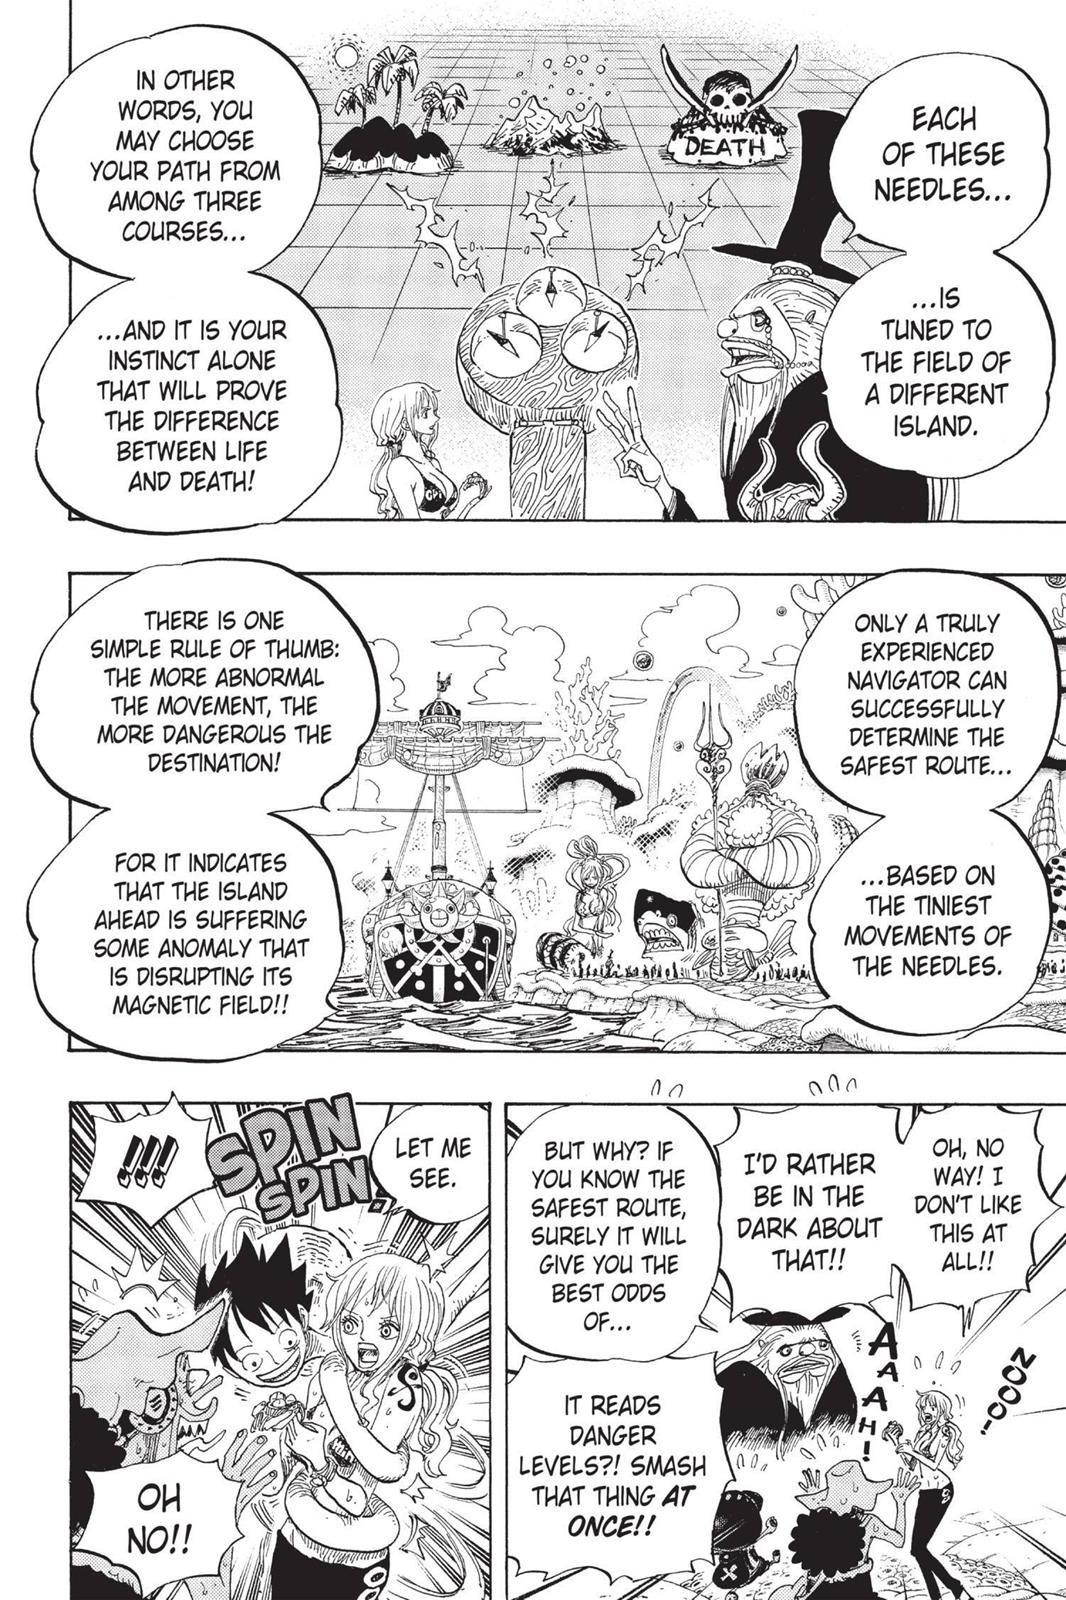 EACH
OF THESE
NEEDLES...
...IS
TUNED TO
THE FIELD OF
A DIFFERENT
ISLAND.
DEATH
IN OTHER
WORDS, YOU
MAY CHOOSE
YOUR PATH FROM
AMONG THREE
COURSES...
...AND IT IS YOUR
INSTINCT ALONE
THAT WILL PROVE
THE DIFFERENCE
BETWEEN LIFE
AND DEATH!
ONLY A TRULY
EXPERIENCED
NAVIGATOR CAN
SUCCESSFULLY
DETERMINE THE
SAFEST ROUTE...
...BASED ON
THE TINIEST
MOVEMENTS OF
THE NEEDLES.
THERE IS ONE
SIMPLE RULE OF THUMB:
THE MORE ABNORMAL
THE MOVEMENT, THE
MORE DANGEROUS THE
DESTINATION!
FOR IT INDICATES
THAT THE ISLAND
AHEAD IS SUFFERING
SOME ANOMALY THAT
IS DISRUPTING ITS
MAGNETIC FIELD!!
OH, NO
WAY! I
DON'T LIKE
THIS AT
ALL!!
I'D RATHER
BE IN THE
DARK ABOUT
THAT!!
NOOO!
AAAAH!
BUT WHY? IF
YOU KNOW THE
SAFEST ROUTE,
SURELY IT WILL
GIVE YOU THE
BEST ODDS
OF...
IT READS
DANGER
LEVELS?! SMASH
THAT THING AT
ONCE!!
LET ME
SEE.
SPIN
SPIN
!!!!
OH
NO!!